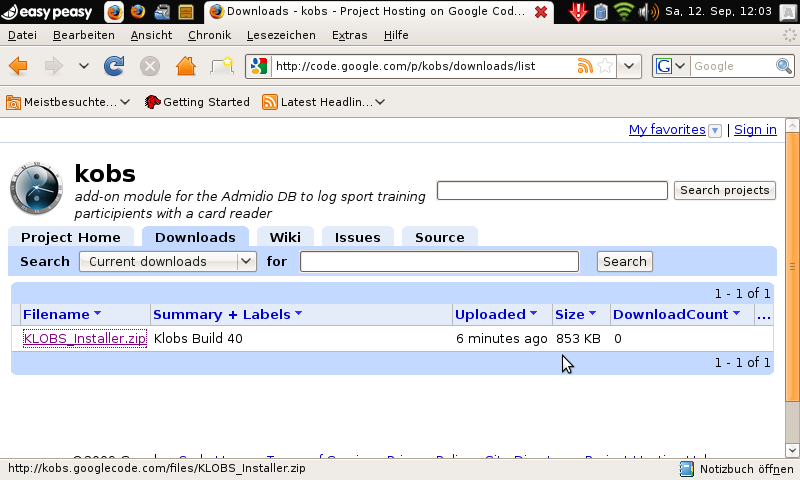 easy peasy Downloads - kobs - Project Hosting on Google Cod... Sa, 12. Sep, 12:03
Datei Bearbeiten Ansicht Chronik Lesezeichen Extras Hilfe
http://code.google.com/p/kobs/downloads/list G Google
Meistbesuchte... Getting Started Latest Headlin...
My favorites | Sign in
kobs
add-on module for the Admidio DB to log sport training
participients with a card reader
Search projects
Project Home Downloads Wiki Issues Source
Search Current downloads for Search
1 - 1 of 1
Filename Summary + Labels Uploaded Size DownloadCount ...
KLOBS_Installer.zip Klobs Build 40 6 minutes ago 853 KB 0
1 - 1 of 1
http://kobs.googlecode.com/files/KLOBS_Installer.zip Notizbuch öffnen